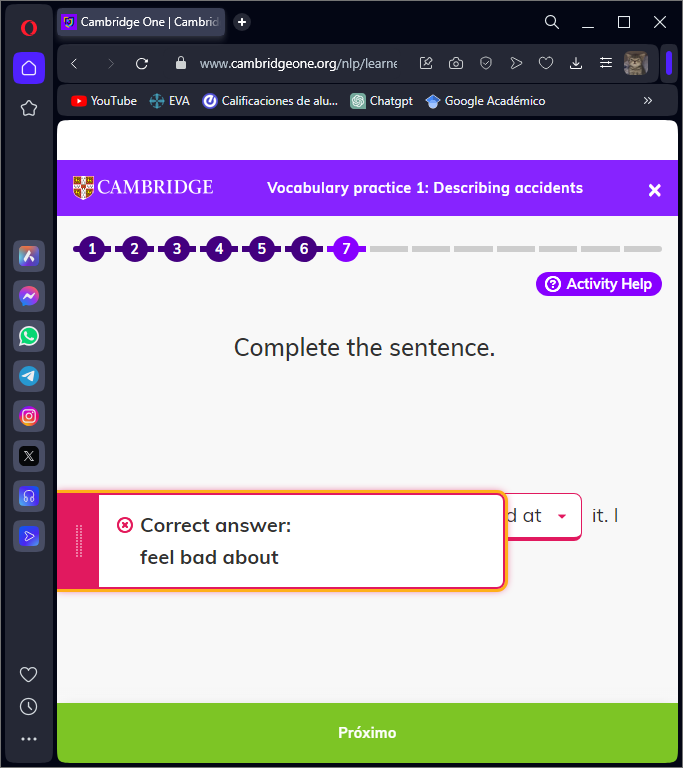 Cambridge One | Cambrid
www.cambridgeone.org/nlp/learne
YouTube
EVA
Calificaciones de alu...
Chatgpt
Google Académico
»
CAMBRIDGE
Vocabulary practice 1: Describing accidents
1 2 3 4 5 6 7
Activity Help
Complete the sentence.
d at
it. I
Correct answer:
feel bad about
Próximo